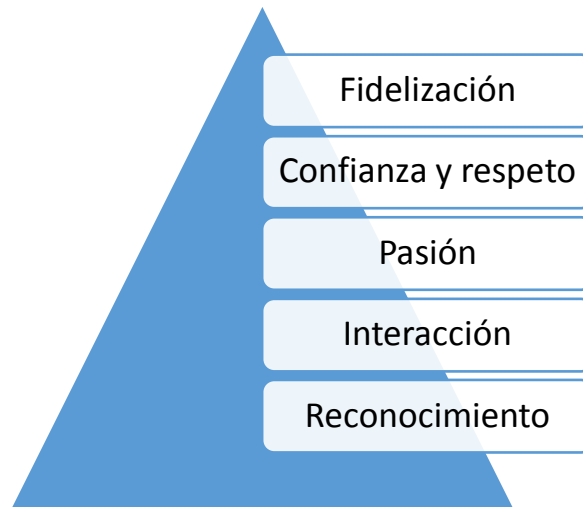 Fidelización
Confianza y respeto
Pasión
Interacción
Reconocimiento